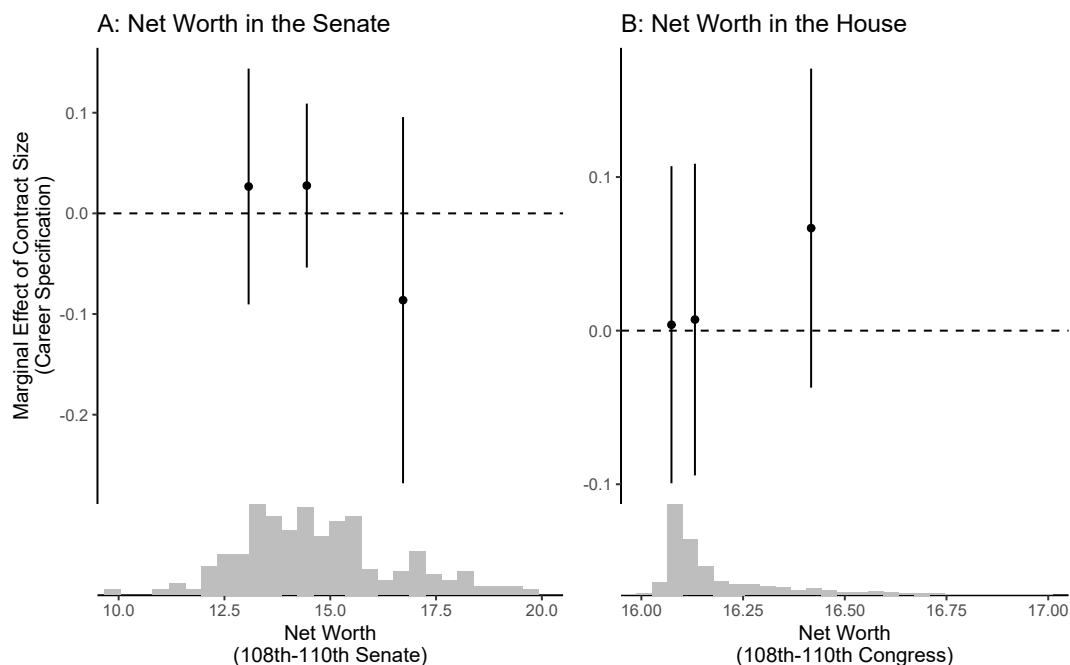 A: Net Worth in the Senate
Marginal Effect of Contract Size
(Career Specification)
0.1
0.0
-0.1
-0.2
10.0 12.5 15.0 17.5 20.0
Net Worth
(108th-110th Senate)
B: Net Worth in the House
0.1
0.0
-0.1
16.00 16.25 16.50 16.75 17.00
Net Worth
(108th-110th Congress)